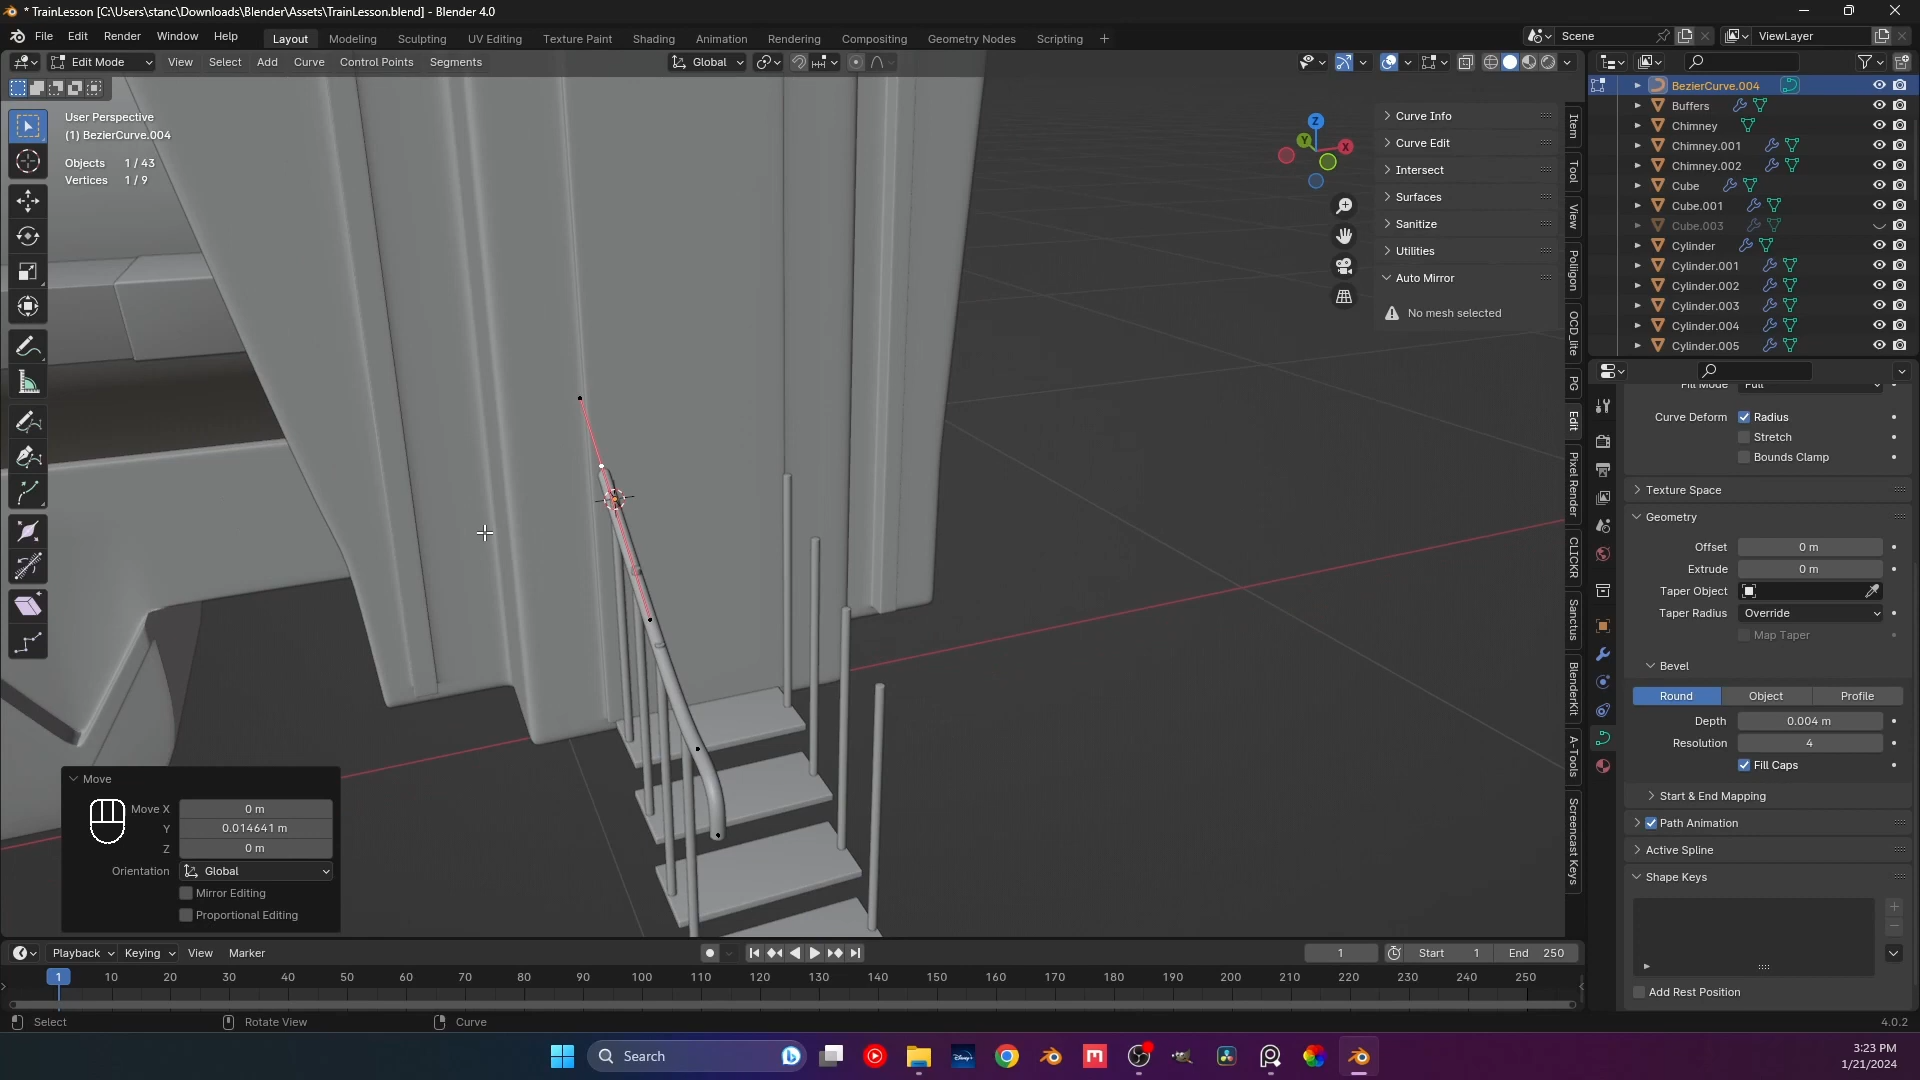 * TrainLesson [C:\Users\stanc\Downloads\Blender\Assets\TrainLesson.blend] - Blender 4.0
File Edit Render Window Help Layout Modeling Sculpting UV Editing Texture Paint Shading Animation Rendering Compositing Geometry Nodes Scripting + Scene ViewLayer
Edit Mode View Select Add Curve Control Points Segments Global
User Perspective
(1) BezierCurve.004
Objects 1 / 43
Vertices 1 / 9
Z
Y
X
Curve Info
Curve Edit
Intersect
Surfaces
Sanitize
Utilities
Auto Mirror
No mesh selected
Item
Tool
View
Poliigon
OCD_lite
PG
Edit
Pixel Render
CLICKR
Sanctus
BlenderKit
A-Tools
Screencast Keys
BezierCurve.004
Buffers
Chimney
Chimney.001
Chimney.002
Cube
Cube.001
Cube.003
Cylinder
Cylinder.001
Cylinder.002
Cylinder.003
Cylinder.004
Cylinder.005
Fill Mode Full
Curve Deform Radius
Stretch
Bounds Clamp
Texture Space
Geometry
Offset 0 m
Extrude 0 m
Taper Object
Taper Radius Override
Map Taper
Bevel
Round Object Profile
Depth 0.004 m
Resolution 4
Fill Caps
Start & End Mapping
Path Animation
Active Spline
Shape Keys
Add Rest Position
Move
Move X 0 m
Y 0.014641 m
Z 0 m
Orientation Global
Mirror Editing
Proportional Editing
Playback Keying View Marker 1 Start 1 End 250
1 10 20 30 40 50 60 70 80 90 100 110 120 130 140 150 160 170 180 190 200 210 220 230 240 250
Select Rotate View Curve 4.0.2
Search
3:23 PM
1/21/2024